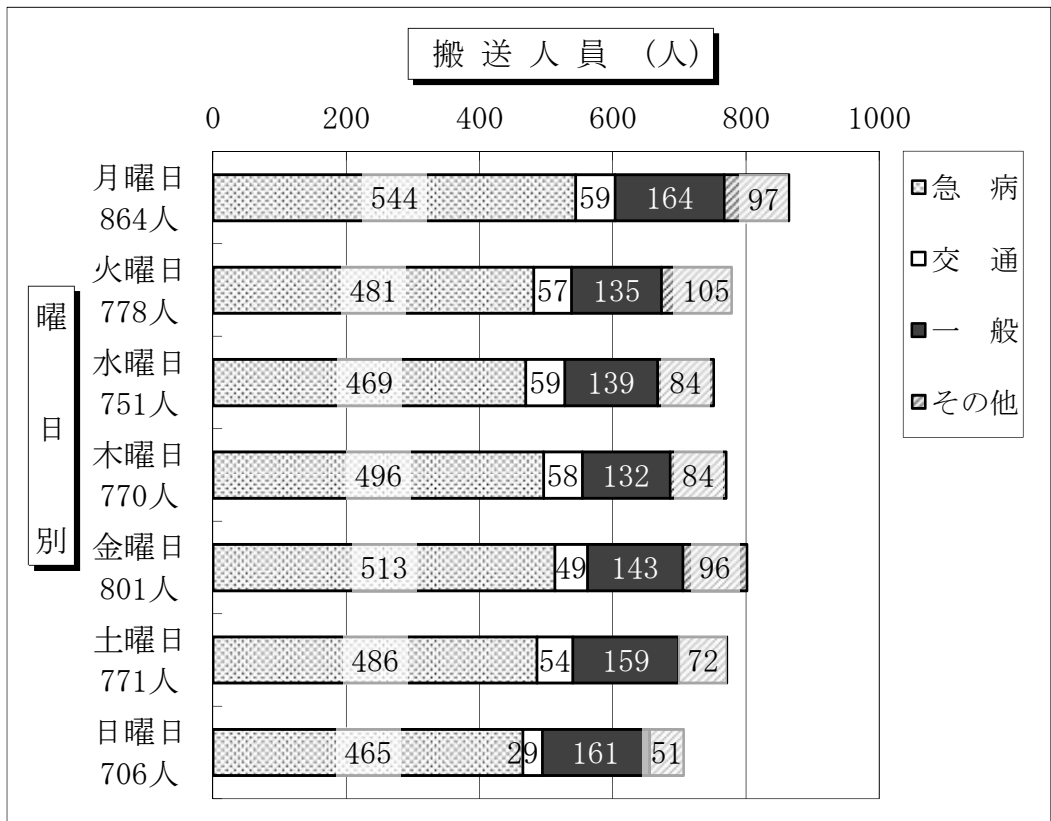 搬 送 人 員 (人)
0 200 400 600 800 1000
月曜日
864人
544 59 164 97
火曜日
778人
481 57 135 105
水曜日
751人
469 59 139 84
木曜日
770人
496 58 132 84
金曜日
801人
513 49 143 96
土曜日
771人
486 54 159 72
日曜日
706人
465 29 161 51
曜
日
別
急 病
交 通
一 般
その他